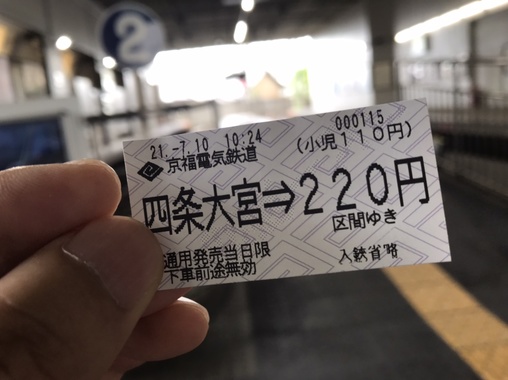 2
21.-7.10 10:24
000115
京福電気鉄道
(小児110円)
四条大宮⇒220円
区間ゆき
通用発売当日限
下車前途無効
入鋏省略